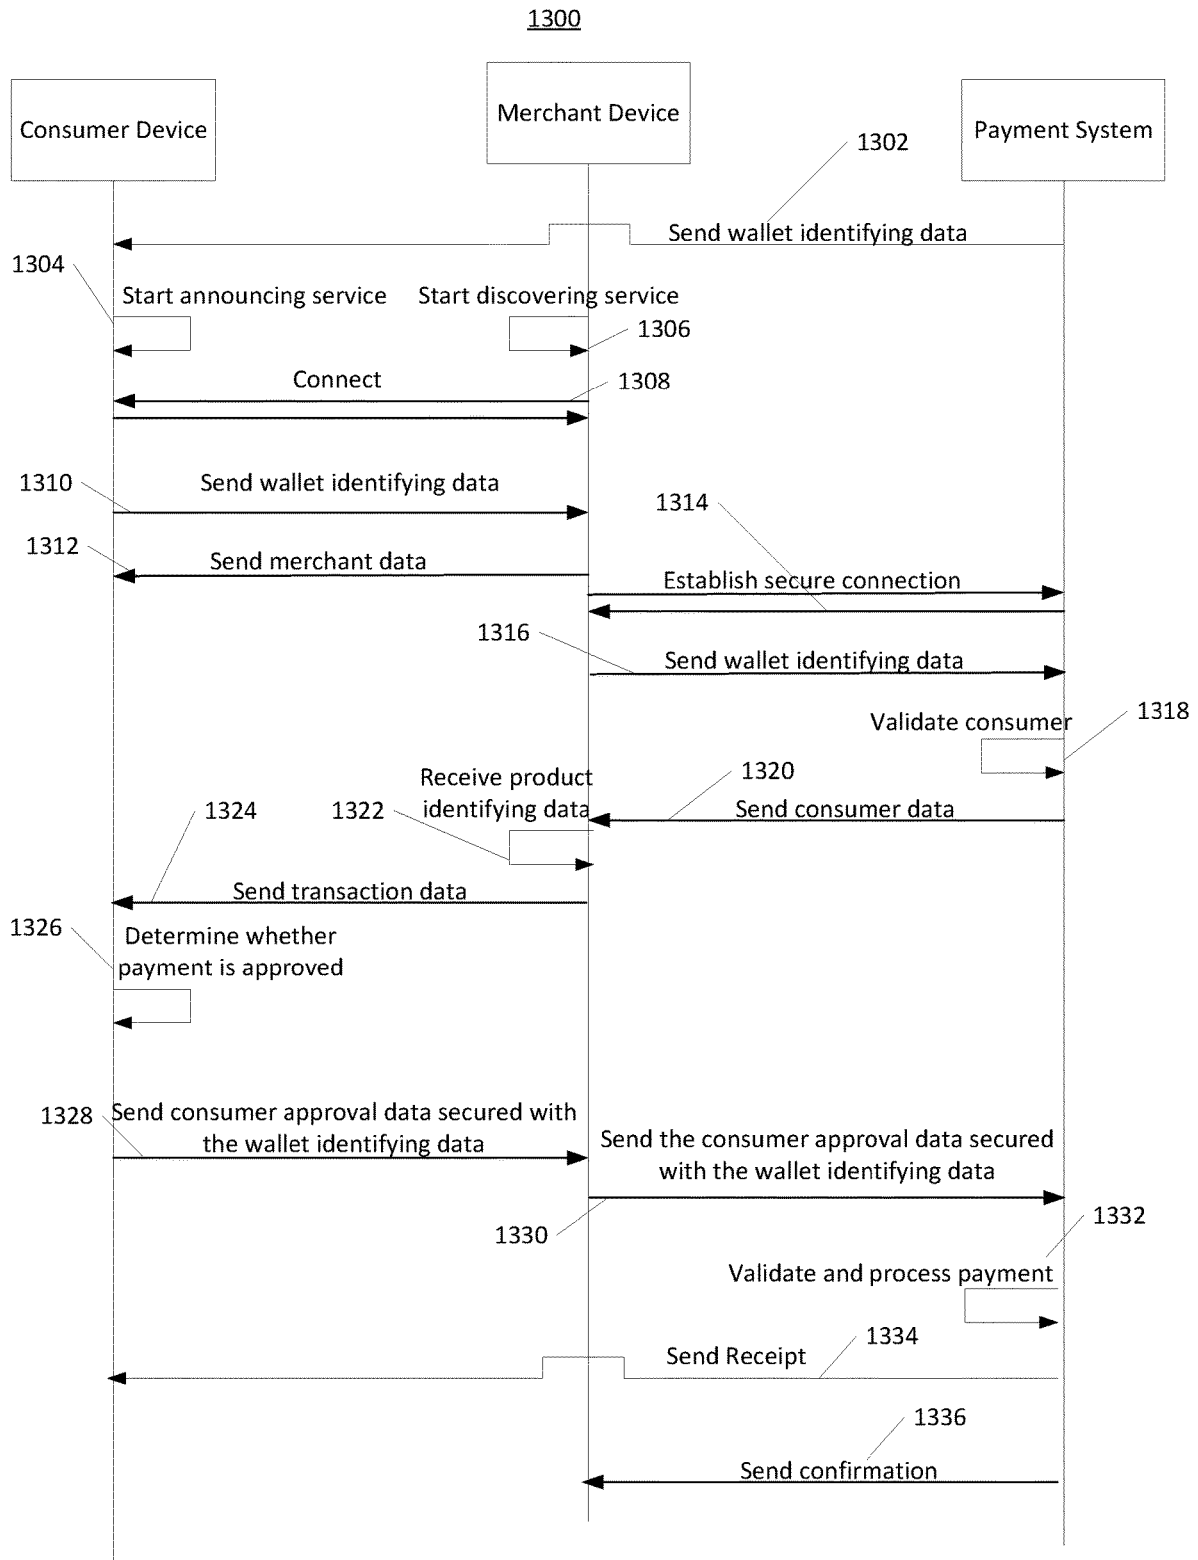 1300
Consumer Device
Merchant Device
Payment System
1302
Send wallet identifying data
1304
Start announcing service
Start discovering service
1306
Connect
1308
1310
Send wallet identifying data
1314
1312
Send merchant data
Establish secure connection
1316
Send wallet identifying data
1318
Validate consumer
Receive product
identifying data
1320
1324
1322
Send consumer data
Send transaction data
1326
Determine whether
payment is approved
1328
Send consumer approval data secured with
the wallet identifying data
Send the consumer approval data secured
with the wallet identifying data
1330
1332
Validate and process payment
1334
Send Receipt
1336
Send confirmation